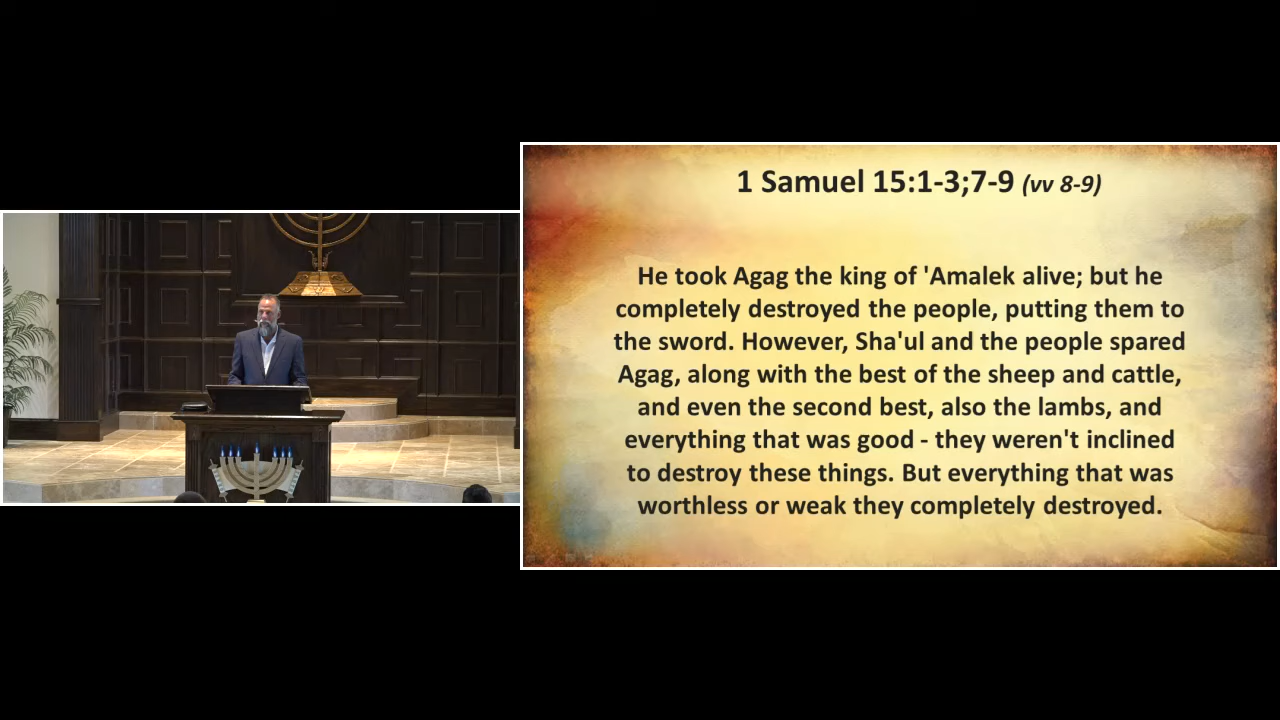 1 Samuel 15:1-3;7-9 (vv 8-9)
He took Agag the king of 'Amalek alive; but he
completely destroyed the people, putting them to
the sword. However, Sha'ul and the people spared
Agag, along with the best of the sheep and cattle,
and even the second best, also the lambs, and
everything that was good - they weren't inclined
to destroy these things. But everything that was
worthless or weak they completely destroyed.